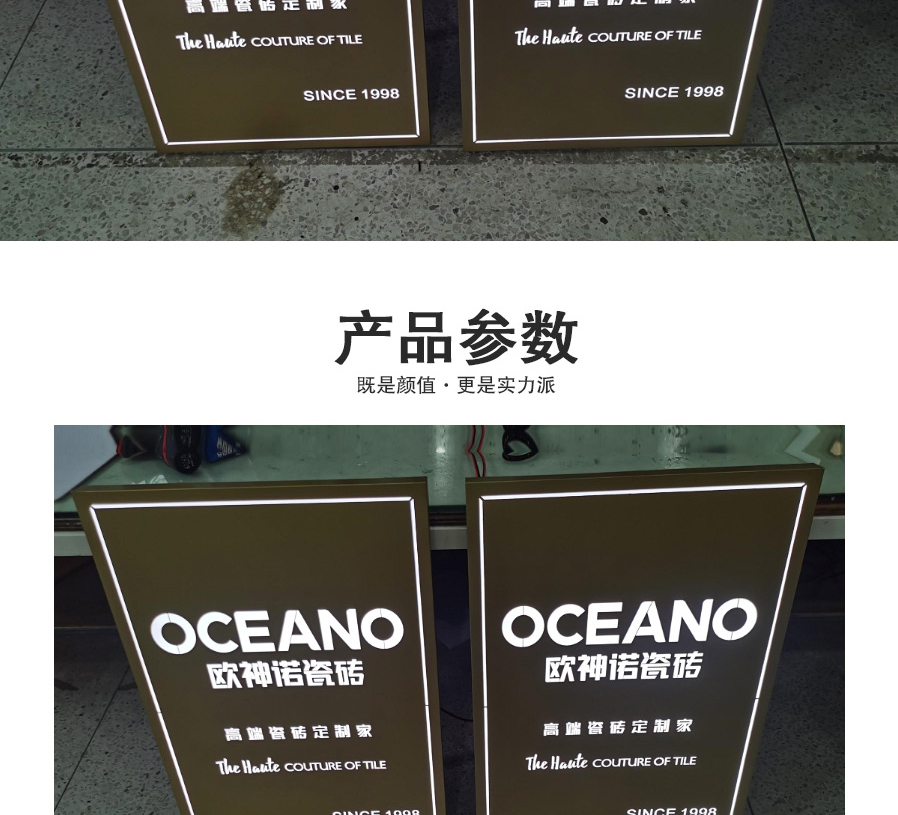 高端瓷砖定制家
高端瓷砖定制家
The Haute COUTURE OF TILE
The Haute COUTURE OF TILE
SINCE 1998
SINCE 1998
产品参数
既是颜值·更是实力派
OCEANO
欧神诺瓷砖
高端瓷砖定制家
The Haute COUTURE OF TILE
SINCE 1998
OCEANO
欧神诺瓷砖
高端瓷砖定制家
The Haute COUTURE OF TILE
SINCE 1998